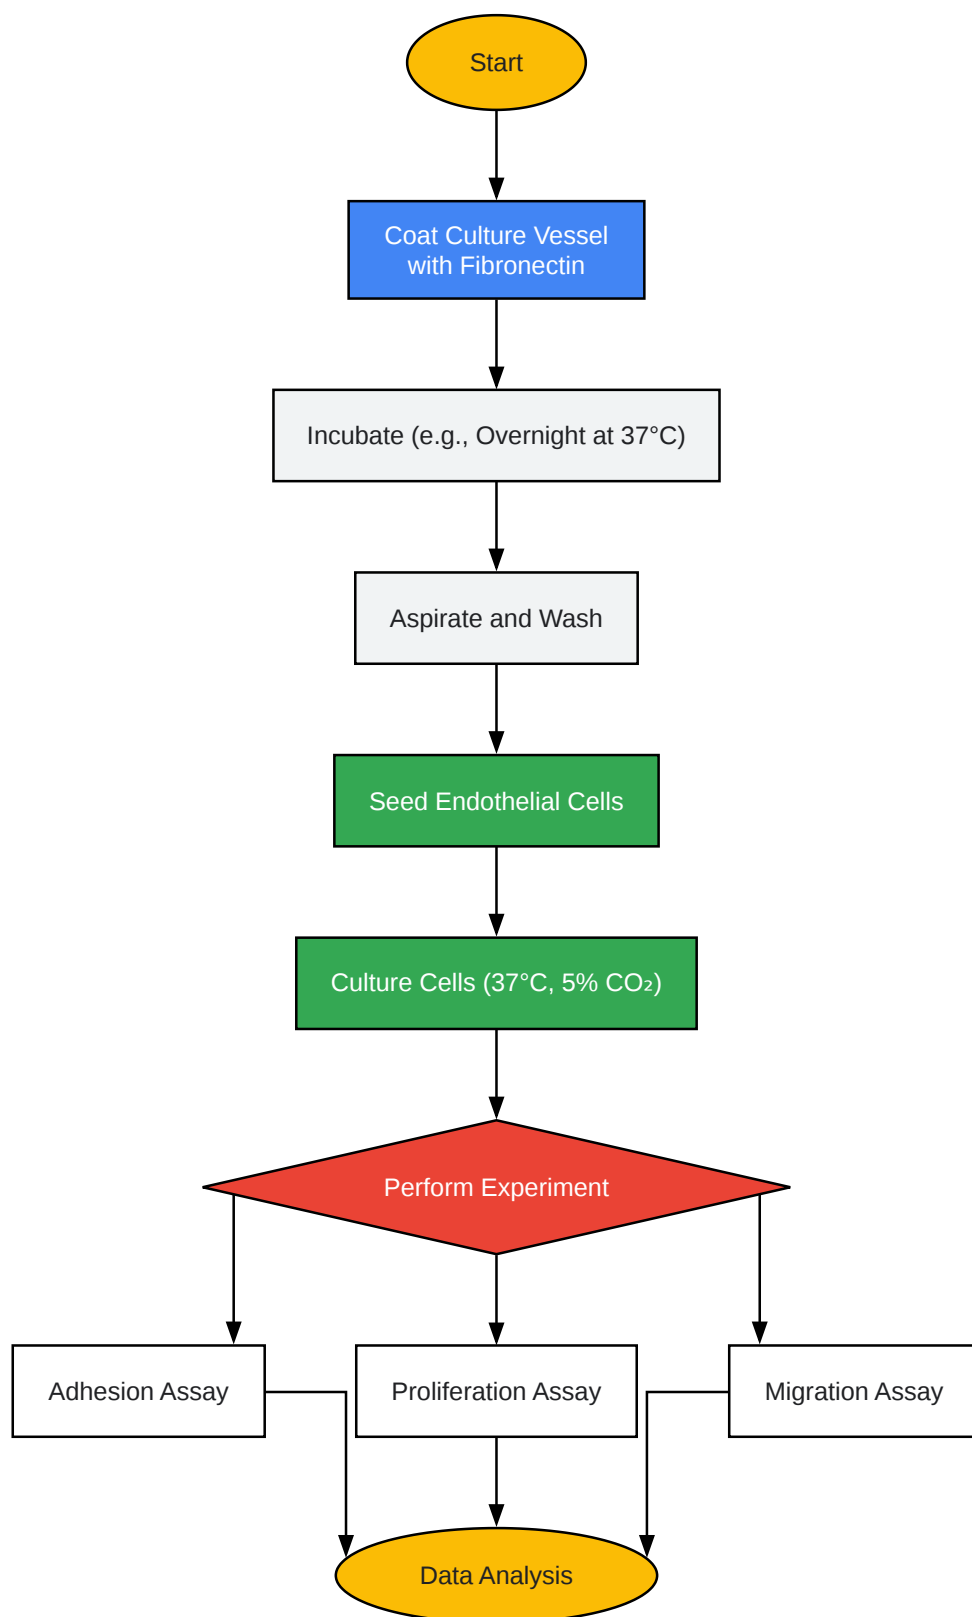 Start
Coat Culture Vessel
with Fibronectin
Incubate (e.g., Overnight at 37°C)
Aspirate and Wash
Seed Endothelial Cells
Culture Cells (37°C, 5% CO₂)
Perform Experiment
Adhesion Assay
Proliferation Assay
Migration Assay
Data Analysis